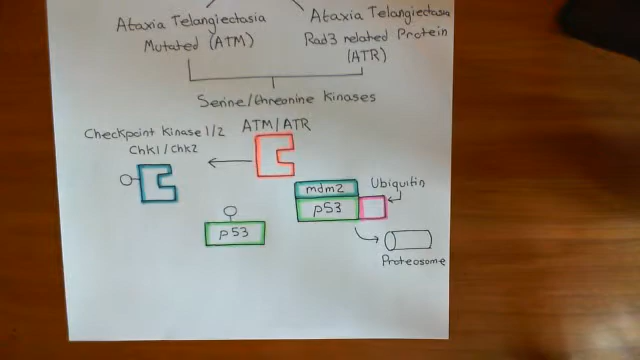 Ataxia Telangiectasia
Mutated (ATM)
Ataxia Telangiectasia
Rad3 related Protein
(ATR)
Serine/threonine Kinases
Checkpoint Kinase 1/2
Chk1/Chk2
ATM/ATR
mdm2
p53
Ubiquitin
p53
Proteosome